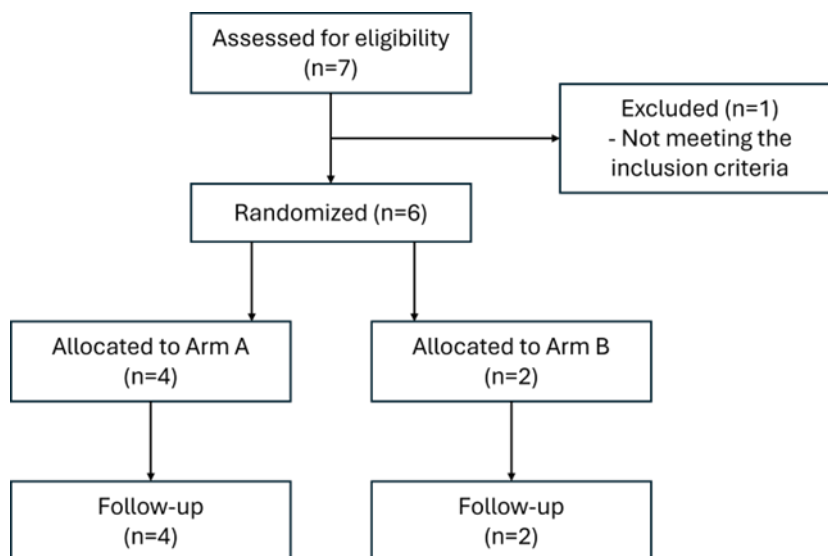 Assessed for eligibility
(n=7)
Excluded (n=1)
- Not meeting the
inclusion criteria
Randomized (n=6)
Allocated to Arm A
(n=4)
Allocated to Arm B
(n=2)
Follow-up
(n=4)
Follow-up
(n=2)